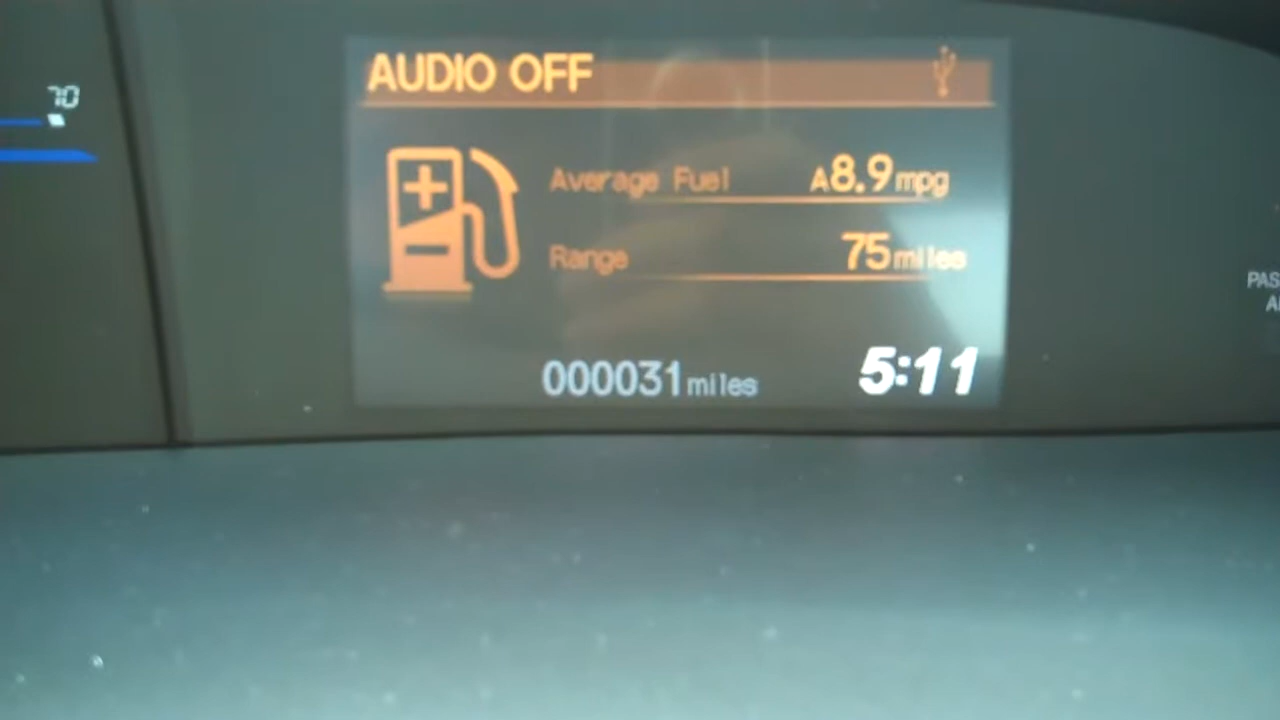 AUDIO OFF
70
Average Fuel A8.9mpg
Range 75miles
000031miles 5:11